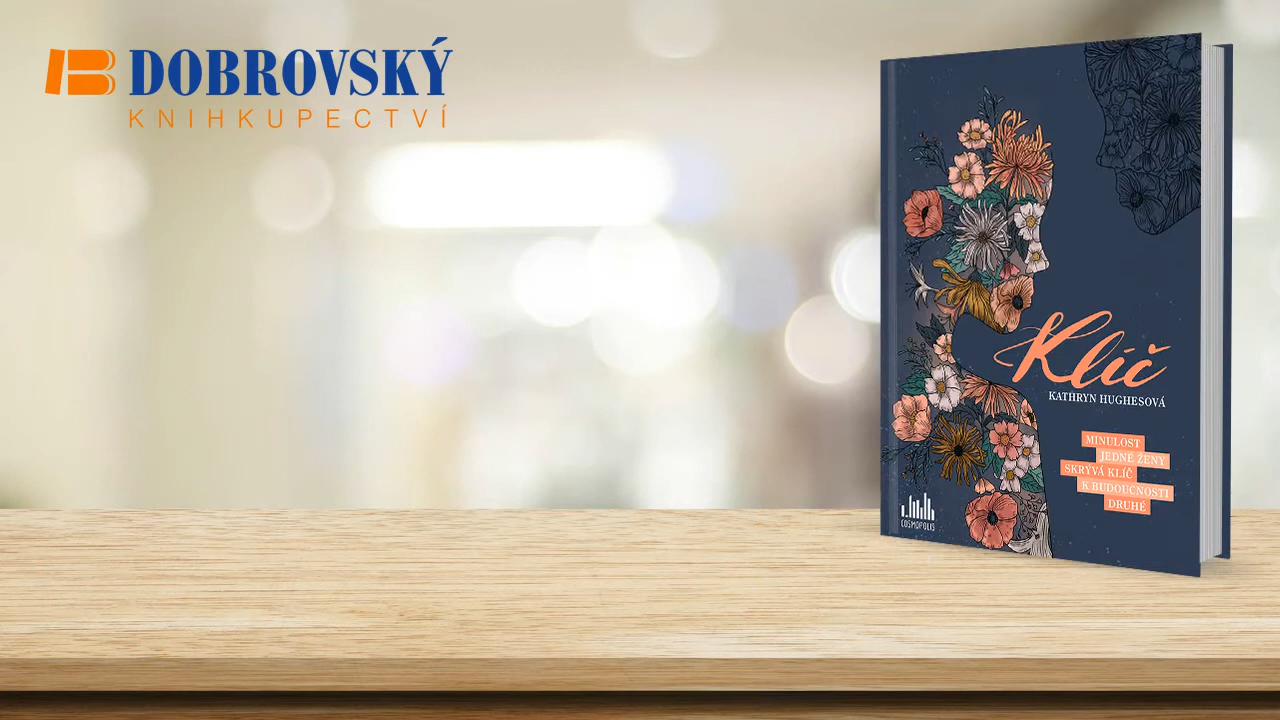 DOBROVSKÝ
KNIHKUPECTVÍ
Klíč
KATHRYN HUGHESOVÁ
MINULOST
JEDNÉ ŽENY
SKRÝVÁ KLÍČ
K BUDOUCNOSTI
DRUHÉ
COSMOPOLIS